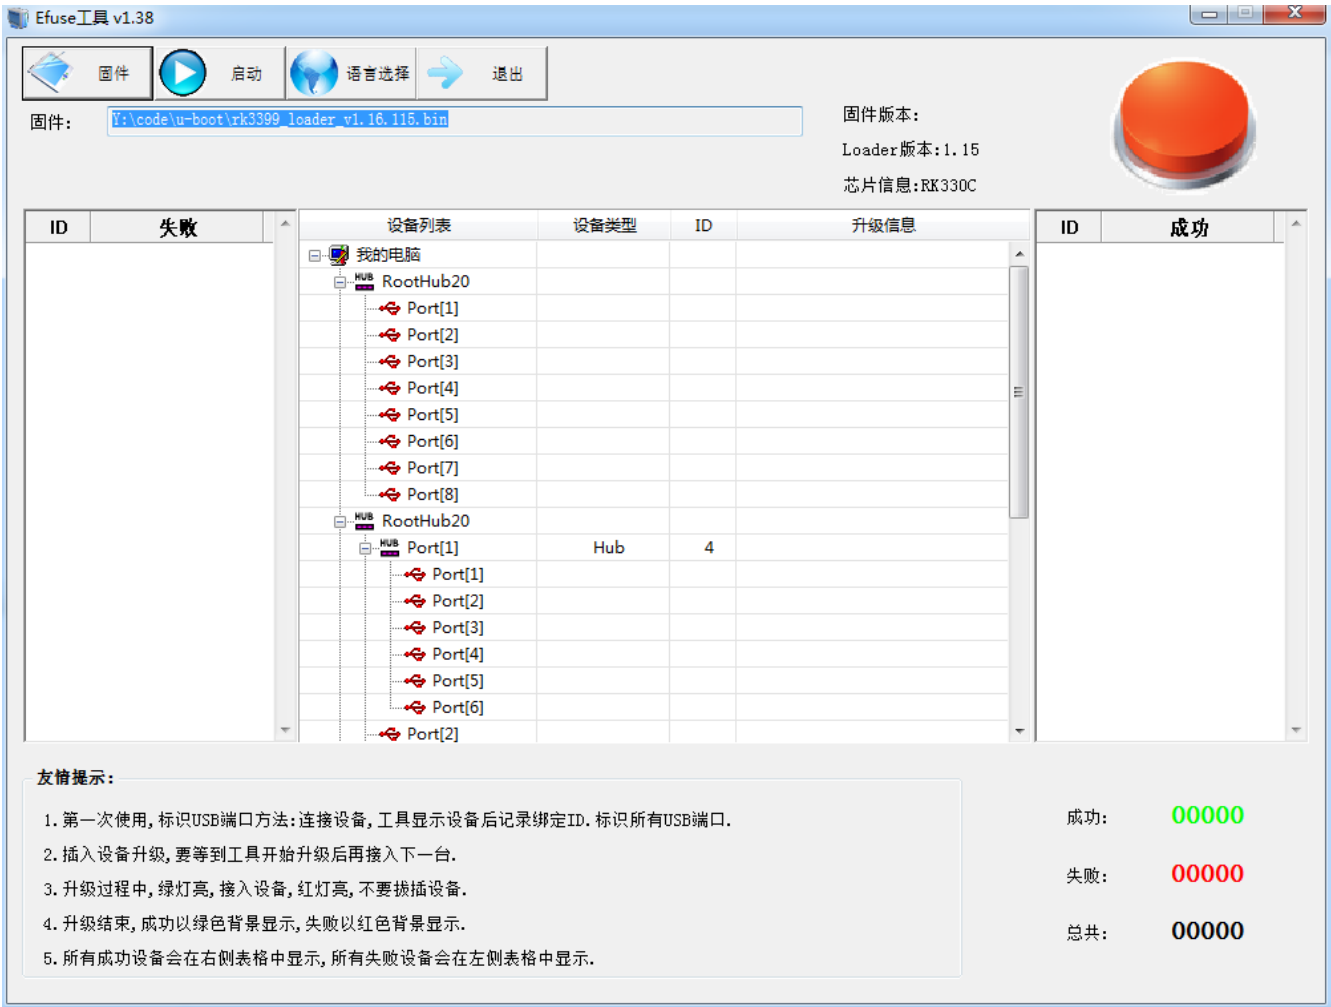 Efuse工具 v1.38
固件 启动 语言选择 退出
固件: Y:\code\u-boot\rk3399_loader_v1.16.115.bin
固件版本:
Loader版本:1.15
芯片信息:RK330C
ID 失败
设备列表 设备类型 ID 升级信息
ID 成功
我的电脑
HUB RootHub20
Port[1]
Port[2]
Port[3]
Port[4]
Port[5]
Port[6]
Port[7]
Port[8]
HUB RootHub20
HUB Port[1] Hub 4
Port[1]
Port[2]
Port[3]
Port[4]
Port[5]
Port[6]
Port[2]
友情提示:
1.第一次使用,标识USB端口方法:连接设备,工具显示设备后记录绑定ID.标识所有USB端口.
2.插入设备升级,要等到工具开始升级后再接入下一台.
3.升级过程中,绿灯亮,接入设备,红灯亮,不要拔插设备.
4.升级结束,成功以绿色背景显示,失败以红色背景显示.
5.所有成功设备会在右侧表格中显示,所有失败设备会在左侧表格中显示.
成功: 00000
失败: 00000
总共: 00000